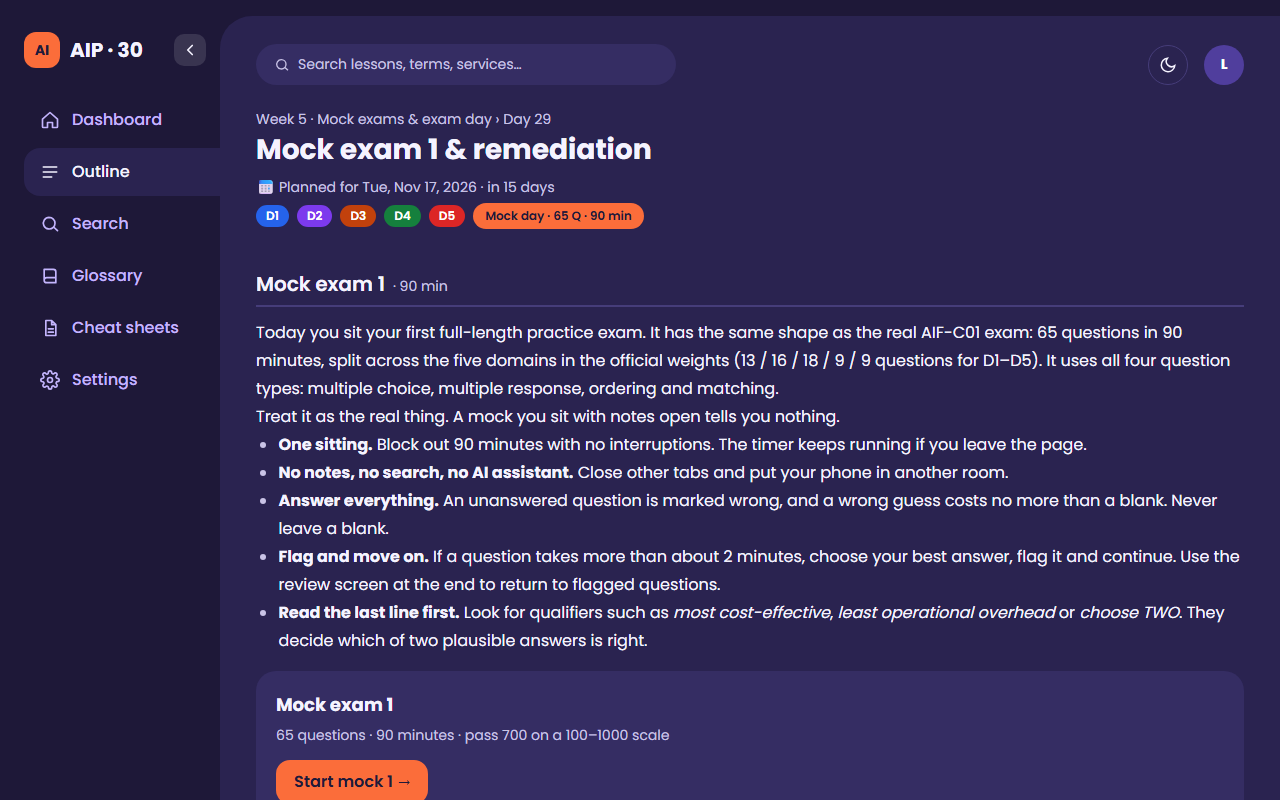 AI AIP · 30
Dashboard
Outline
Search
Glossary
Cheat sheets
Settings
Search lessons, terms, services…
L
Week 5 · Mock exams & exam day › Day 29
Mock exam 1 & remediation
Planned for Tue, Nov 17, 2026 · in 15 days
D1 D2 D3 D4 D5 Mock day · 65 Q · 90 min
Mock exam 1 · 90 min
Today you sit your first full-length practice exam. It has the same shape as the real AIF-C01 exam: 65 questions in 90
minutes, split across the five domains in the official weights (13 / 16 / 18 / 9 / 9 questions for D1–D5). It uses all four question
types: multiple choice, multiple response, ordering and matching.
Treat it as the real thing. A mock you sit with notes open tells you nothing.
• One sitting. Block out 90 minutes with no interruptions. The timer keeps running if you leave the page.
• No notes, no search, no AI assistant. Close other tabs and put your phone in another room.
• Answer everything. An unanswered question is marked wrong, and a wrong guess costs no more than a blank. Never
leave a blank.
• Flag and move on. If a question takes more than about 2 minutes, choose your best answer, flag it and continue. Use the
review screen at the end to return to flagged questions.
• Read the last line first. Look for qualifiers such as most cost-effective, least operational overhead or choose TWO. They
decide which of two plausible answers is right.
Mock exam 1
65 questions · 90 minutes · pass 700 on a 100–1000 scale
Start mock 1 →